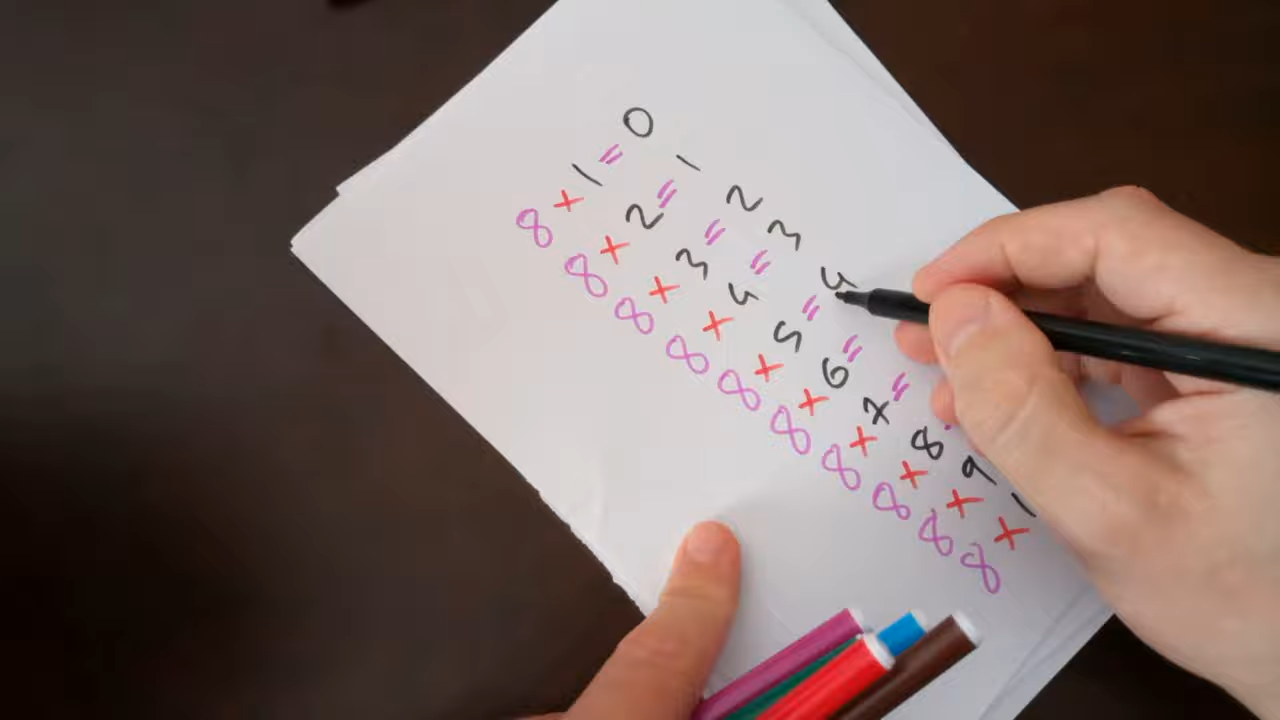 8 × 1 = 0
8 × 2 = 1
8 × 3 = 2
8 × 4 = 3
8 × 5 = 4
8 × 6 =
8 × 7 =
8 × 8
8 × 9
8 × 1